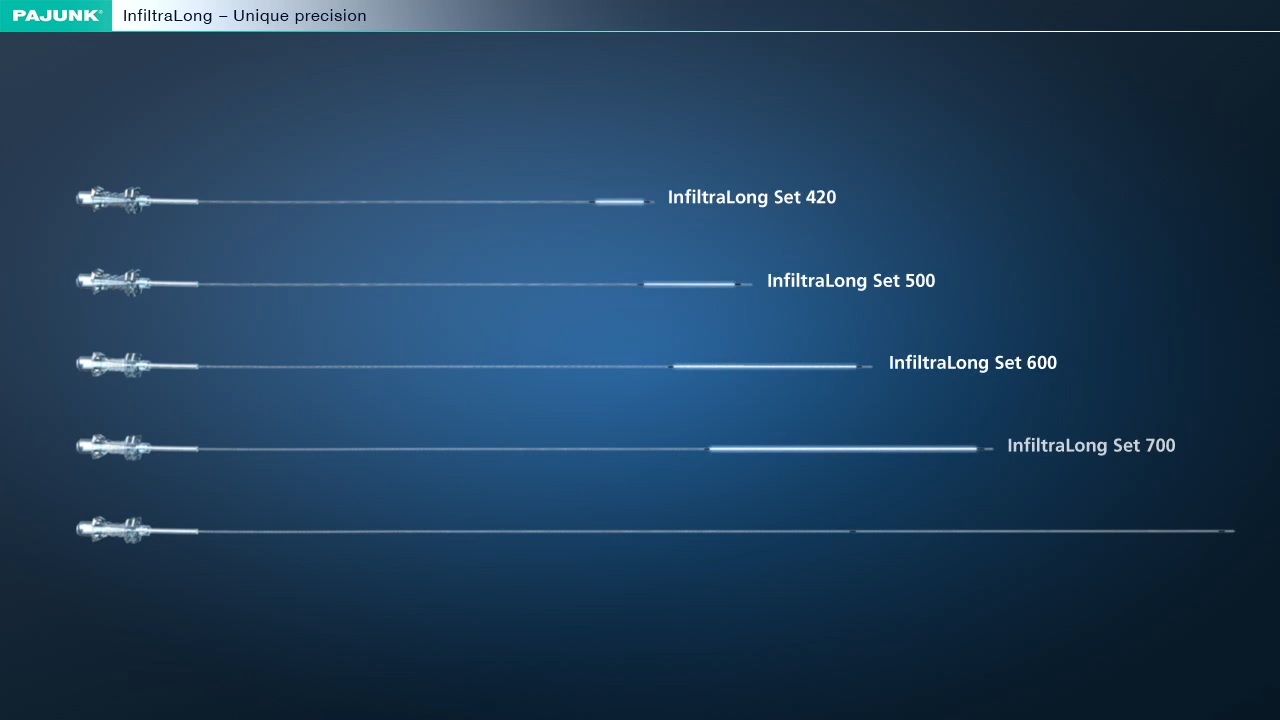 PAJUNK®
InfiltraLong – Unique precision
InfiltraLong Set 420
InfiltraLong Set 500
InfiltraLong Set 600
InfiltraLong Set 700